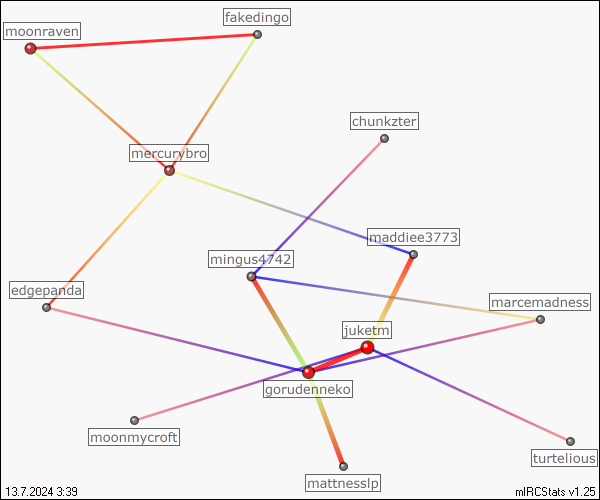 fakedingo
moonraven
chunkzter
mercurybro
maddiee3773
mingus4742
edgepanda
marcemadness
juketm
gorudenneko
moonmycroft
turtelious
mattnesslp
13.7.2024 3:39
mIRCStats v1.25